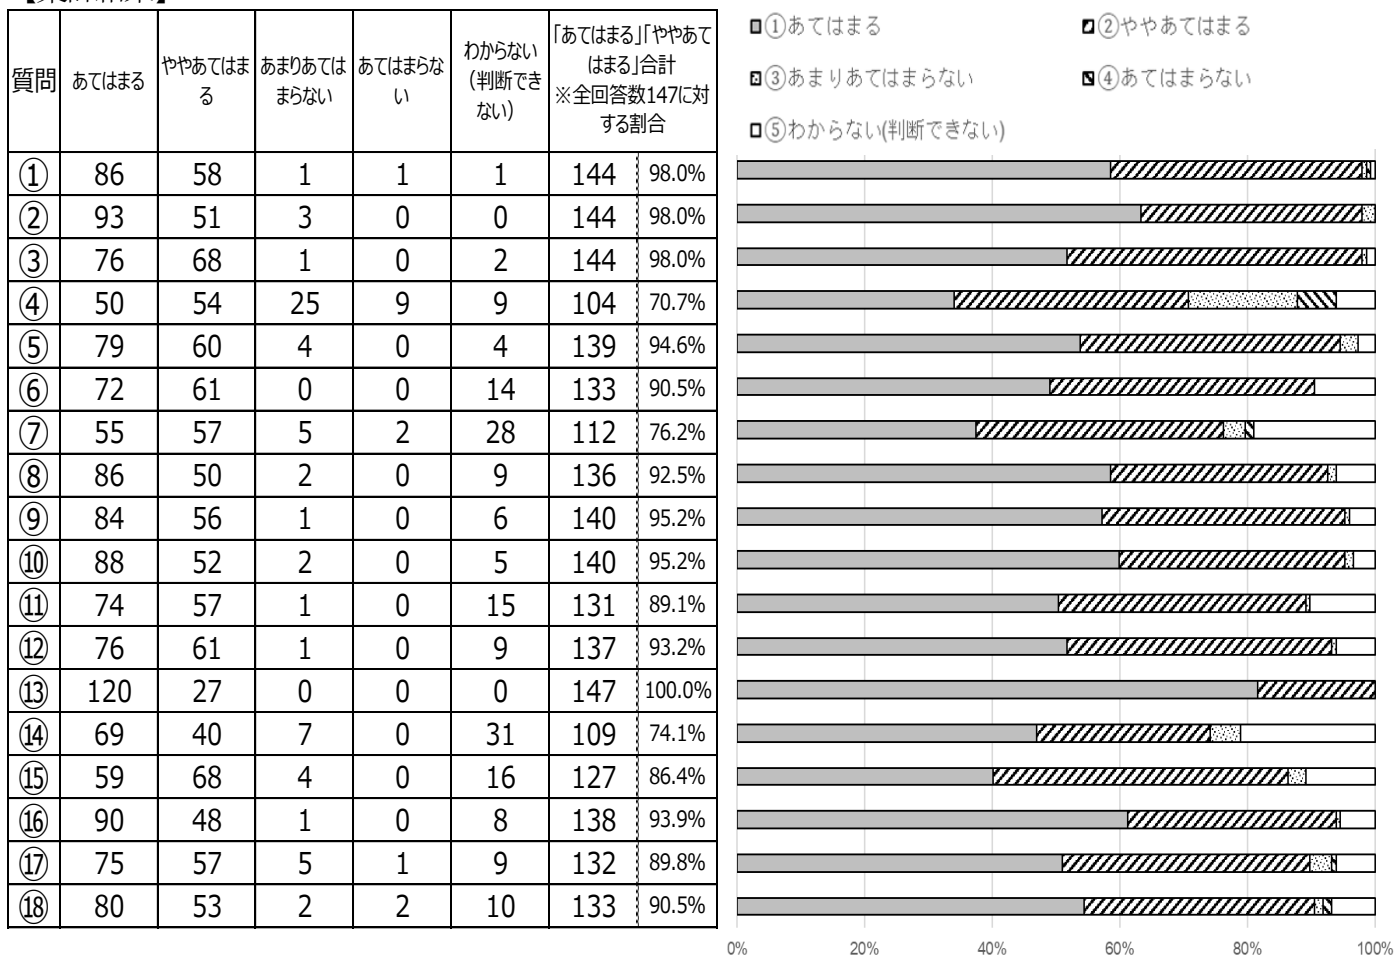 質問 あてはまる ややあてはまる あまりあてはまらない あてはまらない わからない(判断できない) 「あてはまる」「ややあてはまる」合計 ※全回答数147に対する割合
① 86 58 1 1 1 144 98.0%
② 93 51 3 0 0 144 98.0%
③ 76 68 1 0 2 144 98.0%
④ 50 54 25 9 9 104 70.7%
⑤ 79 60 4 0 4 139 94.6%
⑥ 72 61 0 0 14 133 90.5%
⑦ 55 57 5 2 28 112 76.2%
⑧ 86 50 2 0 9 136 92.5%
⑨ 84 56 1 0 6 140 95.2%
⑩ 88 52 2 0 5 140 95.2%
⑪ 74 57 1 0 15 131 89.1%
⑫ 76 61 1 0 9 137 93.2%
⑬ 120 27 0 0 0 147 100.0%
⑭ 69 40 7 0 31 109 74.1%
⑮ 59 68 4 0 16 127 86.4%
⑯ 90 48 1 0 8 138 93.9%
⑰ 75 57 5 1 9 132 89.8%
⑱ 80 53 2 2 10 133 90.5%
①あてはまる ②ややあてはまる
③あまりあてはまらない ④あてはまらない
⑤わからない(判断できない)
0% 20% 40% 60% 80% 100%